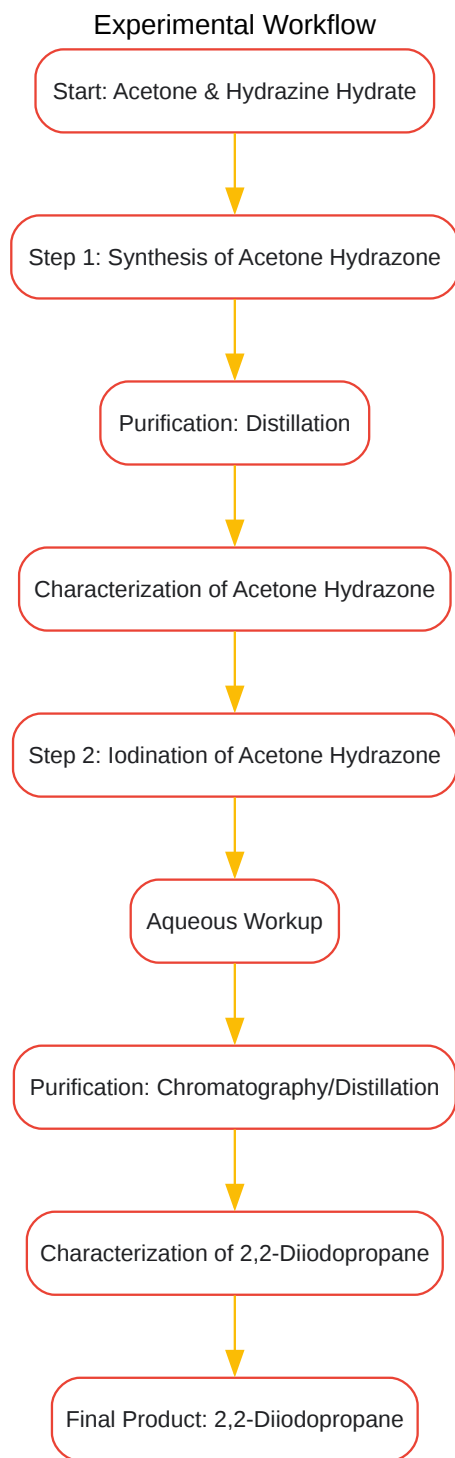 Experimental Workflow
Start: Acetone & Hydrazine Hydrate
Step 1: Synthesis of Acetone Hydrazone
Purification: Distillation
Characterization of Acetone Hydrazone
Step 2: Iodination of Acetone Hydrazone
Aqueous Workup
Purification: Chromatography/Distillation
Characterization of 2,2-Diiodopropane
Final Product: 2,2-Diiodopropane